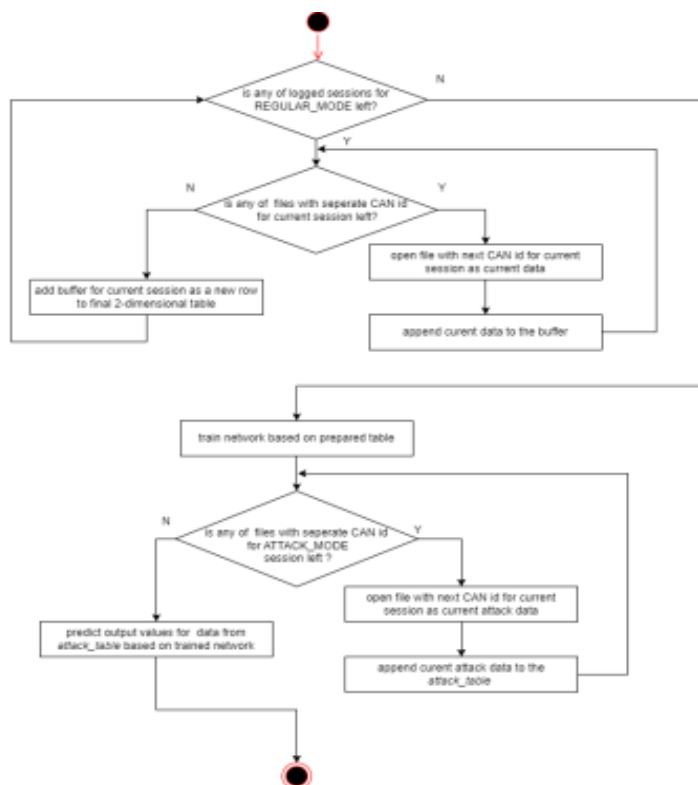 is any of logged sessions for
REGULAR_MODE left?
N
Y
is any of files with seperate CAN id
for current session left?
N
Y
open file with next CAN id for current
session as current data
add buffer for current session as a new row
to final 2-dimensional table
append curent data to the buffer
train network based on prepared table
is any of files with seperate CAN id
for ATTACK_MODE
session left ?
N
Y
open file with next CAN id for current
session as current attack data
predict output values for data from
attack_table based on trained network
append curent attack data to the
attack_table